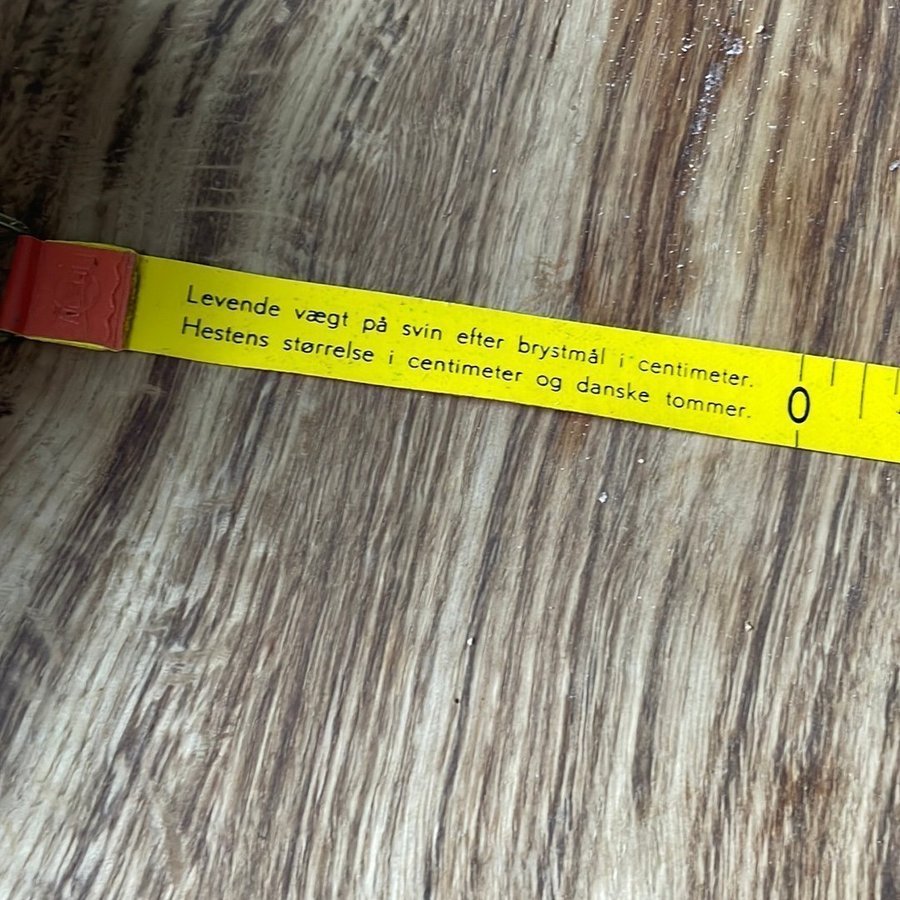 Levende vægt på svin efter brystmål i centimeter.
Hestens størrelse i centimeter og danske tommer.
0